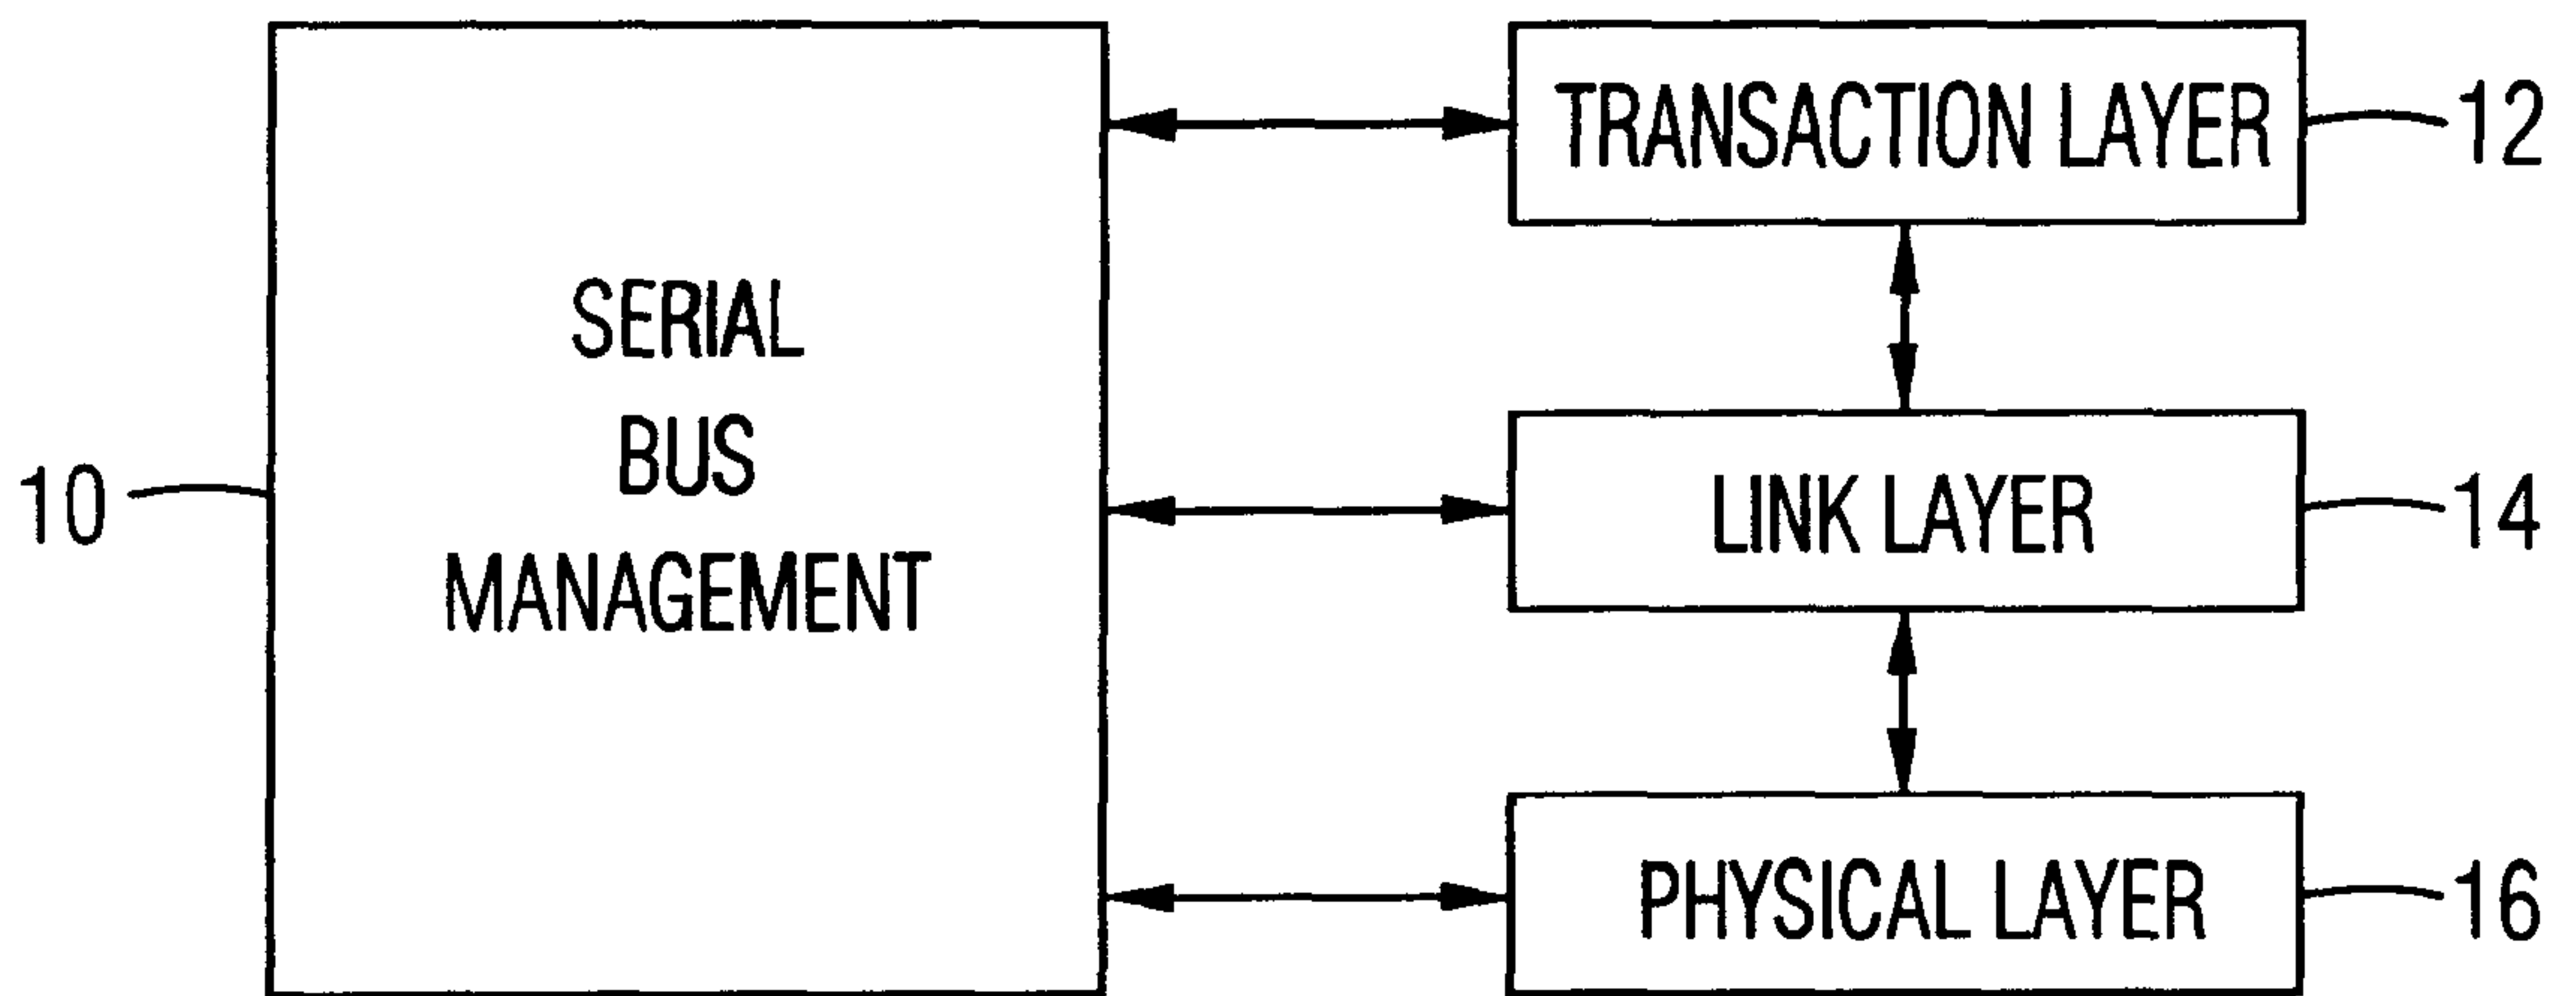 TRANSACTION LAYER
12
SERIAL
BUS
MANAGEMENT
10
LINK LAYER
14
PHYSICAL LAYER
16